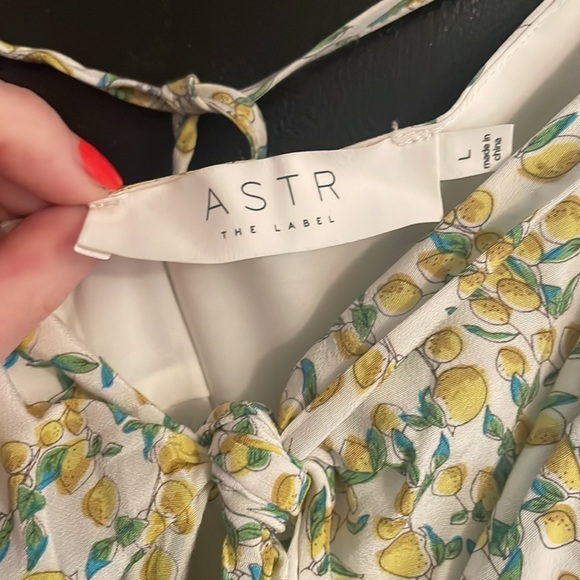 ASTR
THE LABEL
L
made in
china